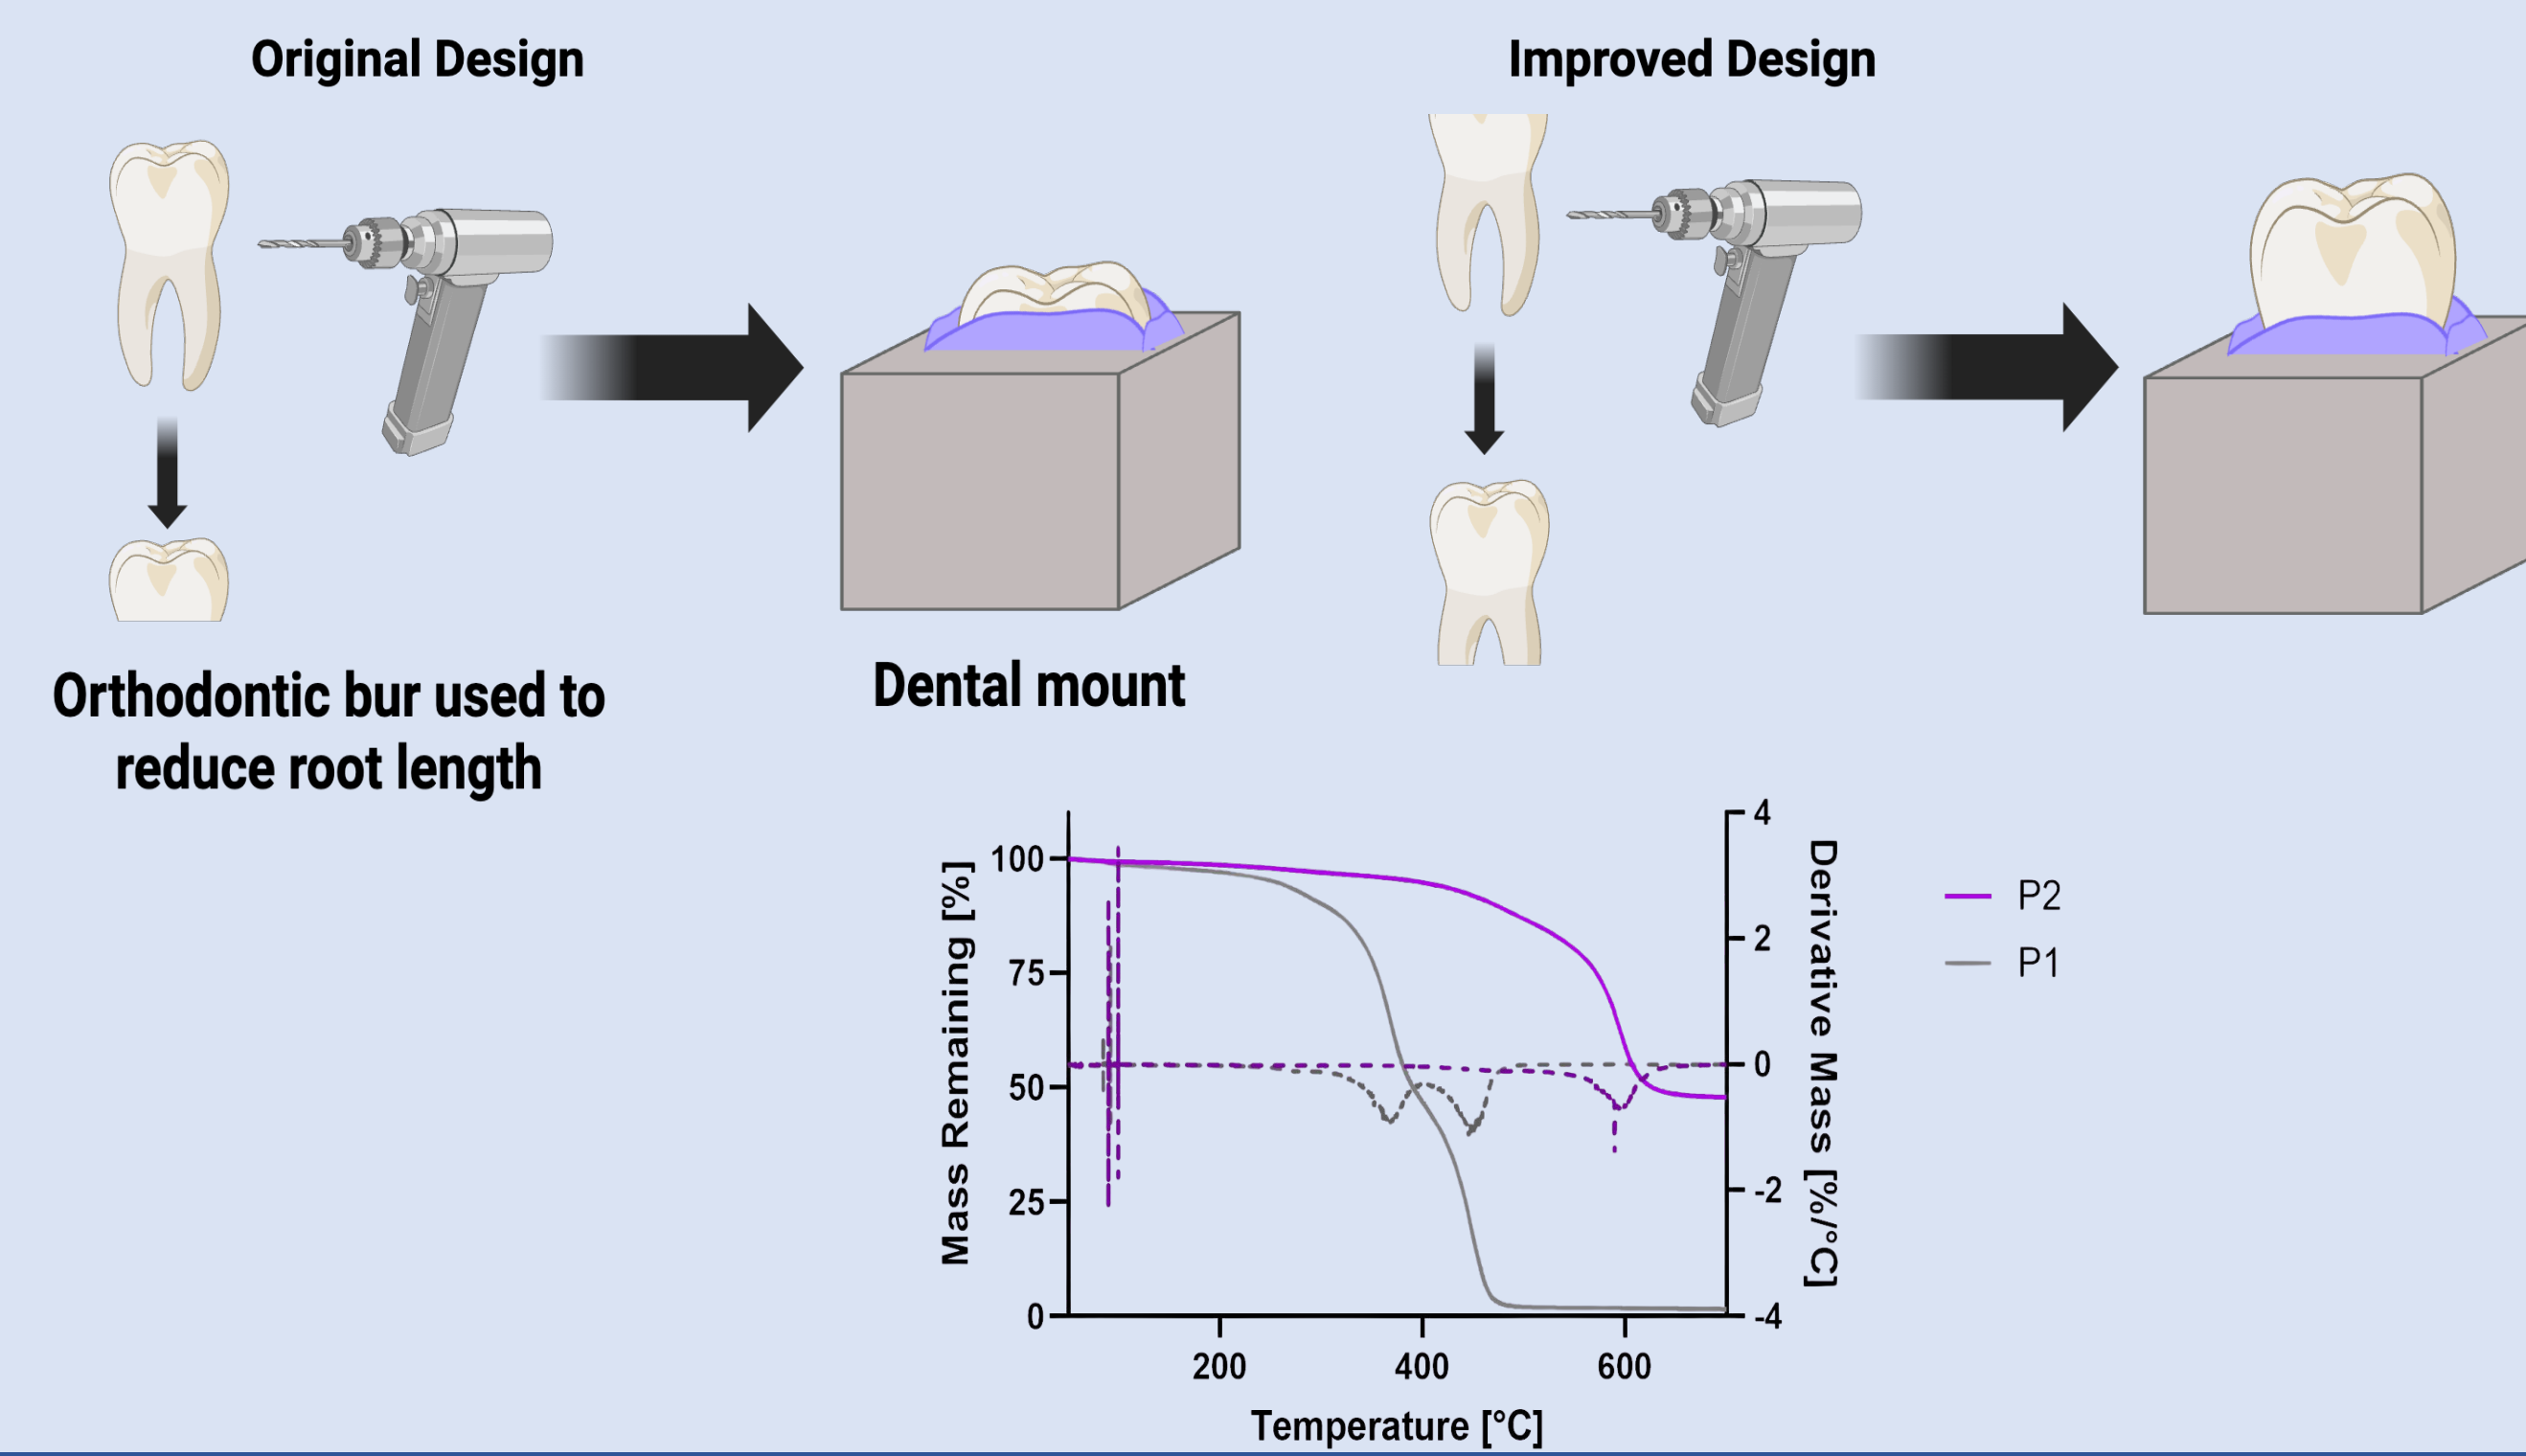 Original Design
Improved Design
Orthodontic bur used to
reduce root length
Dental mount
Mass Remaining [%]
100
75
50
25
0
4
2
0
-2
-4
Derivative Mass [%/°C]
P2
P1
200
400
600
Temperature [°C]